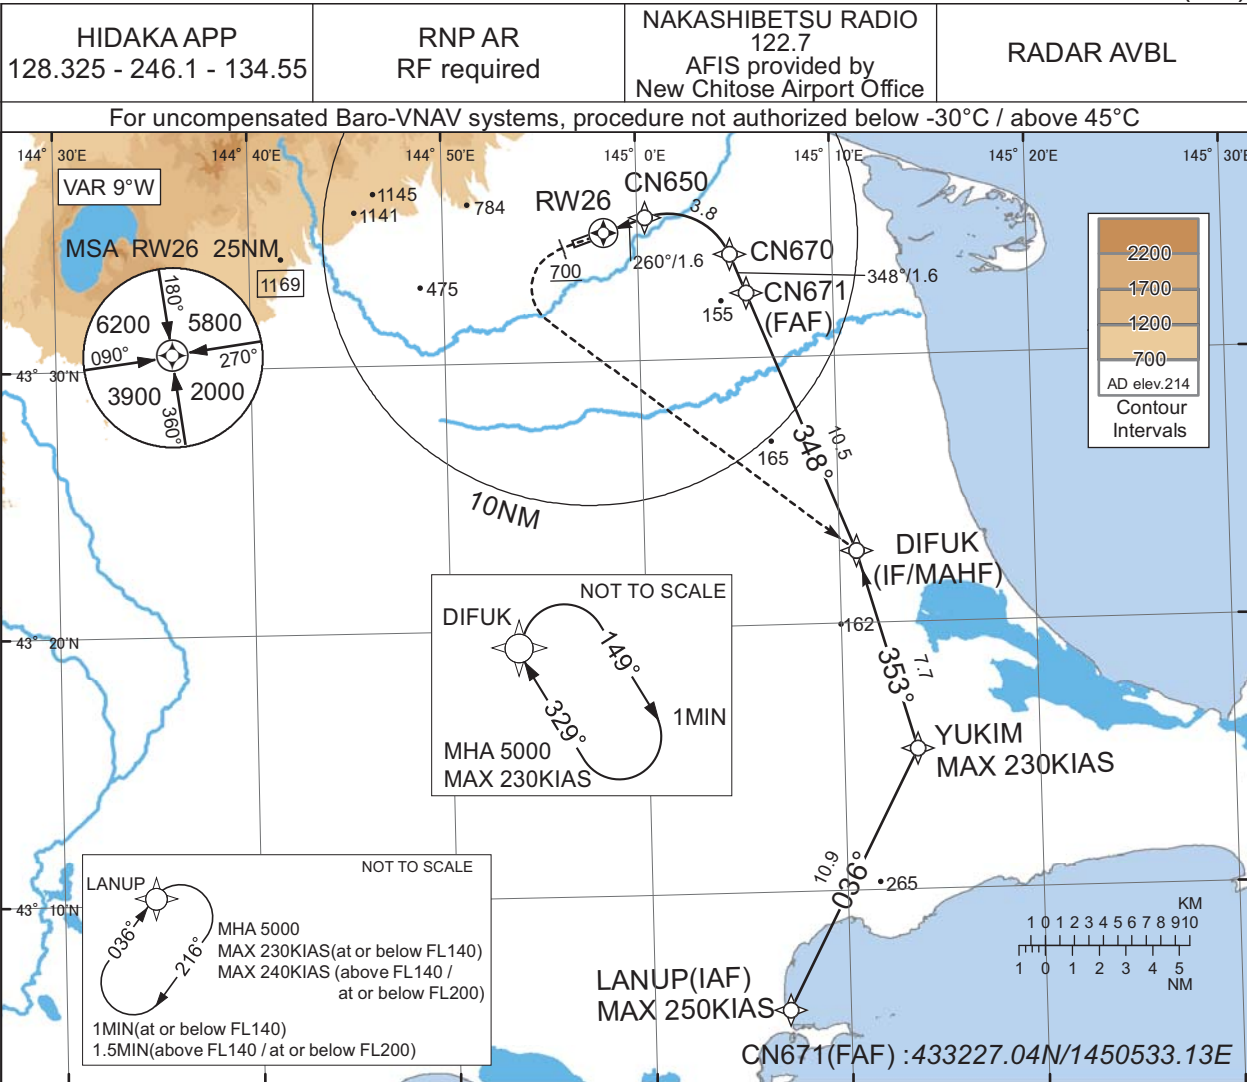 HIDAKA APP
128.325 - 246.1 - 134.55
RNP AR
RF required
NAKASHIBETSU RADIO
122.7
AFIS provided by
New Chitose Airport Office
RADAR AVBL
For uncompensated Baro-VNAV systems, procedure not authorized below -30°C / above 45°C
144° 30'E
144° 40'E
144° 50'E
145° 0'E
145° 10'E
145° 20'E
145° 30'E
VAR 9°W
1145
1141
784
RW26
CN650
3.8
MSA RW26 25NM
1169
475
700
260°/1.6
CN670
348°/1.6
CN671
(FAF)
155
180°
6200
5800
090°
270°
3900
2000
360°
2200
1700
1200
700
AD elev.214
Contour
Intervals
43° 30'N
348°
10.5
165
10NM
DIFUK
(IF/MAHF)
NOT TO SCALE
DIFUK
149°
329°
1MIN
MHA 5000
MAX 230KIAS
162
43° 20'N
353°
7.7
YUKIM
MAX 230KIAS
10.9
036°
265
NOT TO SCALE
LANUP
036°
216°
MHA 5000
MAX 230KIAS(at or below FL140)
MAX 240KIAS (above FL140 /
at or below FL200)
1MIN(at or below FL140)
1.5MIN(above FL140 / at or below FL200)
43° 10'N
KM
1 0 1 2 3 4 5 6 7 8 9 10
1 0 1 2 3 4 5
NM
LANUP(IAF)
MAX 250KIAS
CN671(FAF) :433227.04N/1450533.13E